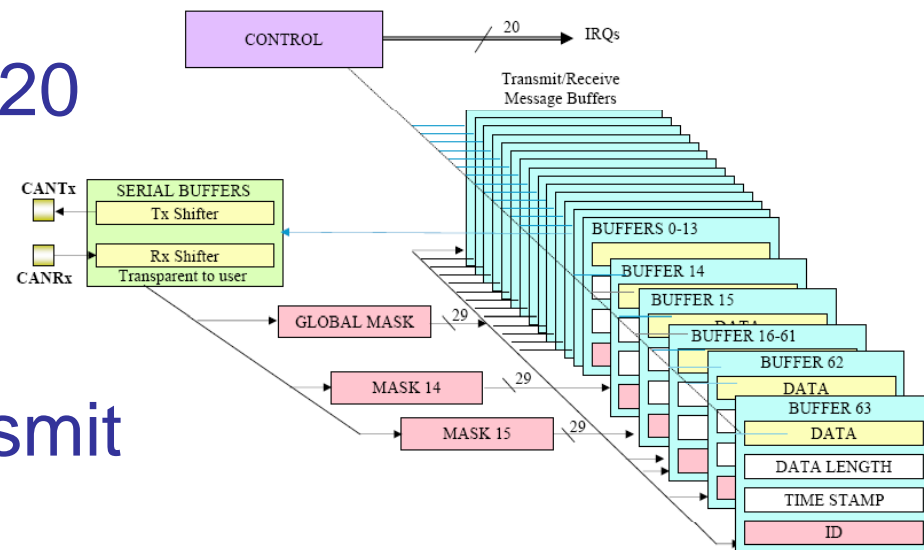 20
smit
CONTROL
20
IRQs
Transmit/Receive
Message Buffers
CANTx
CANRx
SERIAL BUFFERS
Tx Shifter
Rx Shifter
Transparent to user
GLOBAL MASK
29
MASK 14
29
MASK 15
29
BUFFERS 0-13
BUFFER 14
BUFFER 15
DATA
BUFFER 16-61
BUFFER 62
DATA
BUFFER 63
DATA
DATA LENGTH
TIME STAMP
ID